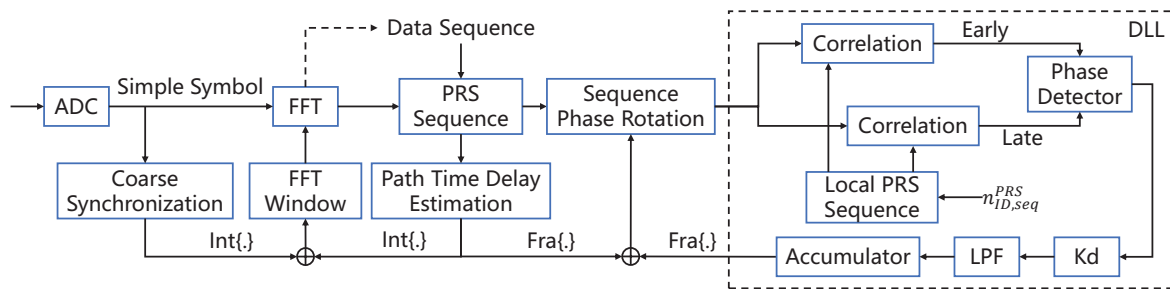 Data Sequence
Early
DLL
Correlation
Simple Symbol
Phase
Detector
ADC
FFT
PRS
Sequence
Sequence
Phase Rotation
Correlation
Late
Coarse
Synchronization
FFT
Window
Path Time Delay
Estimation
Local PRS
Sequence
$n_{ID,seq}^{PRS}$
Int{.}
Int{.}
Fra{.}
Fra{.}
Accumulator
LPF
Kd